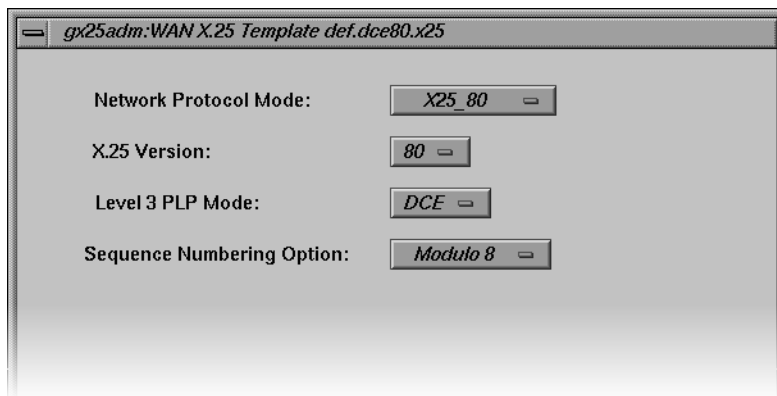 gx25adm:WAN X.25 Template def.dce80.x25
Network Protocol Mode: X25_80
X.25 Version: 80
Level 3 PLP Mode: DCE
Sequence Numbering Option: Modulo 8